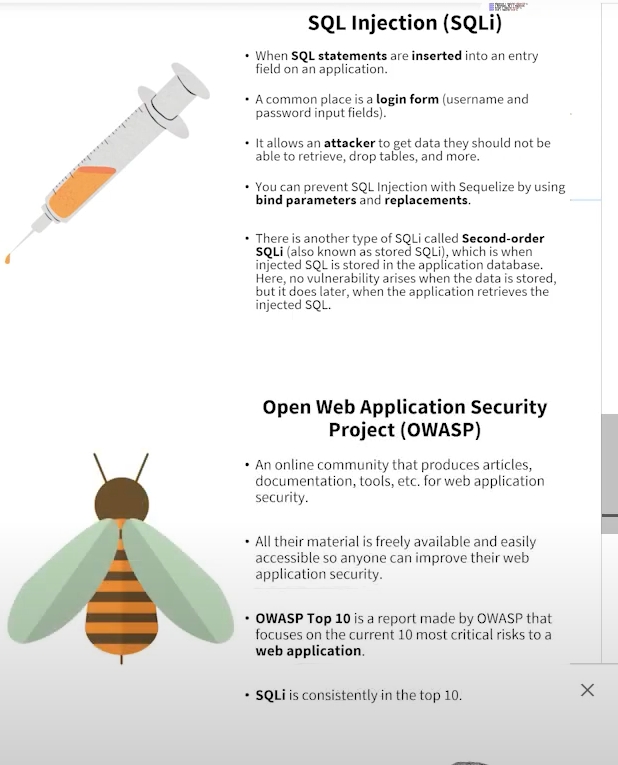 SQL Injection (SQLi)
• When SQL statements are inserted into an entry
field on an application.
• A common place is a login form (username and
password input fields).
• It allows an attacker to get data they should not be
able to retrieve, drop tables, and more.
• You can prevent SQL Injection with Sequelize by using
bind parameters and replacements.
• There is another type of SQLi called Second-order
SQLi (also known as stored SQLi), which is when
injected SQL is stored in the application database.
Here, no vulnerability arises when the data is stored,
but it does later, when the application retrieves the
injected SQL.
Open Web Application Security
Project (OWASP)
• An online community that produces articles,
documentation, tools, etc. for web application
security.
• All their material is freely available and easily
accessible so anyone can improve their web
application security.
• OWASP Top 10 is a report made by OWASP that
focuses on the current 10 most critical risks to a
web application.
• SQLi is consistently in the top 10.